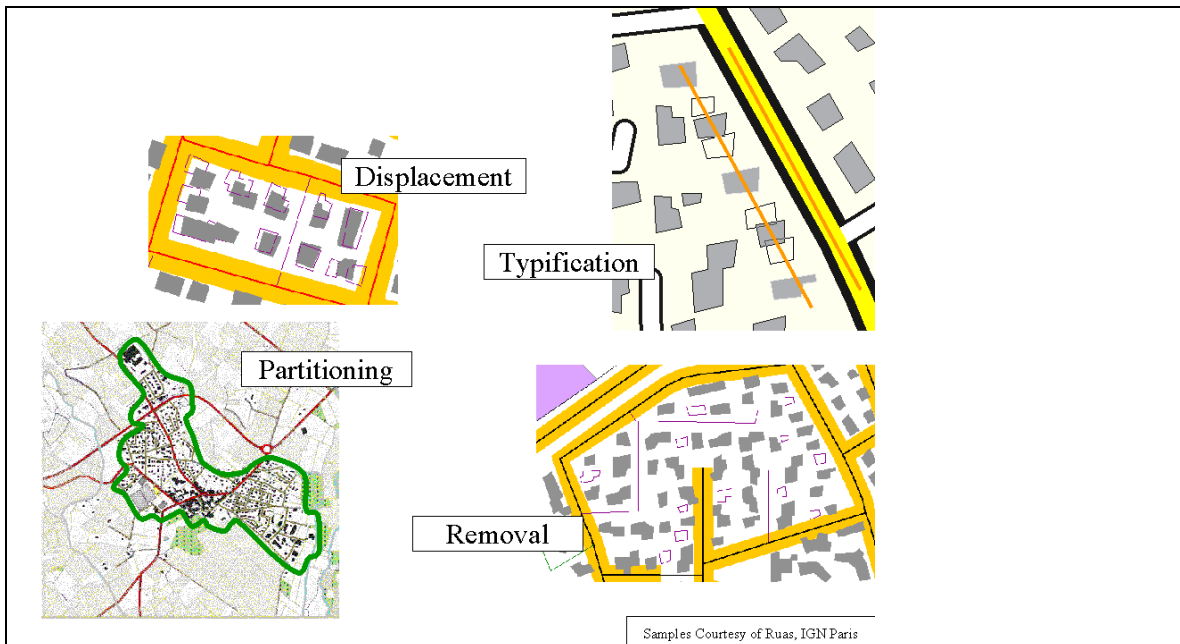 Displacement
Typification
Partitioning
Removal
Samples Courtesy of Ruas, IGN Paris